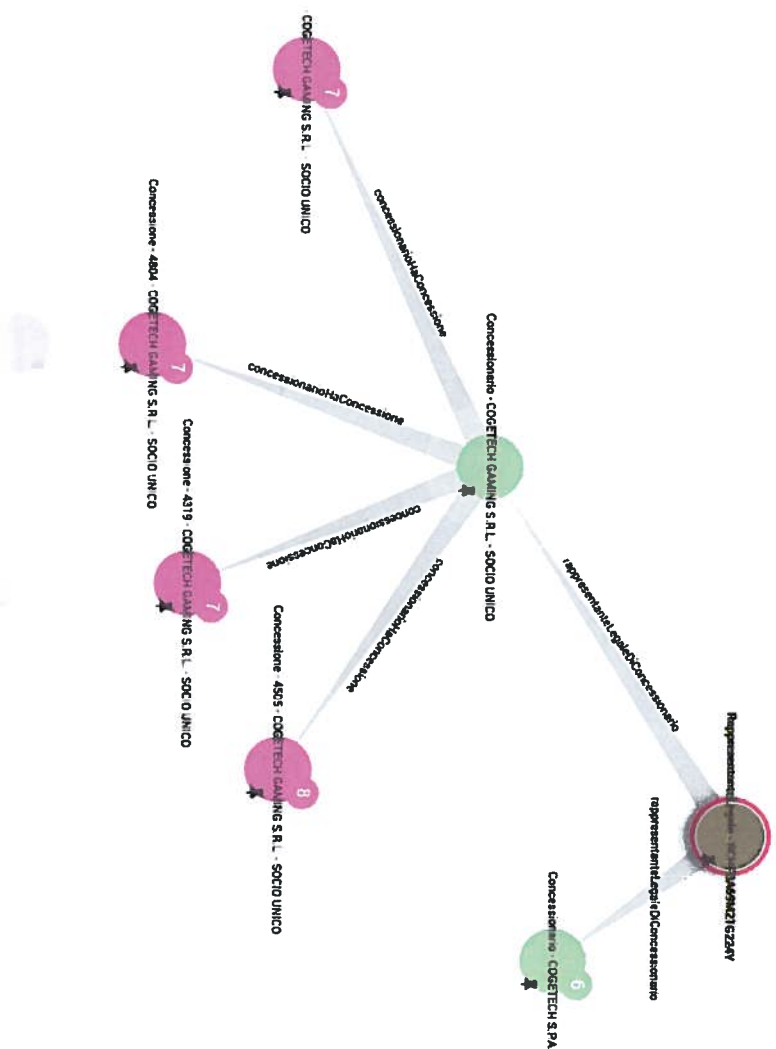 COGETECH GAMING S.R.L - SOCIO UNICO
7
concessionarioHaConcessione
Concessione - 4804 - COGETECH GAMING S.R.L. - SOCIO UNICO
7
concessionarioHaConcessione
Concessione - 4319 - COGETECH GAMING S.R.L. - SOCIO UNICO
7
concessionarioHaConcessione
Concessione - 4505 - COGETECH GAMING S.R.L. - SOCIO UNICO
8
concessionarioHaConcessione
Concessionario - COGETECH GAMING S.R.L. - SOCIO UNICO
rappresentanteLegaleDiConcessionario
Rappresentante Legale
rappresentanteLegaleDiConcessionario
Concessionario - COGETECH S.P.A
6